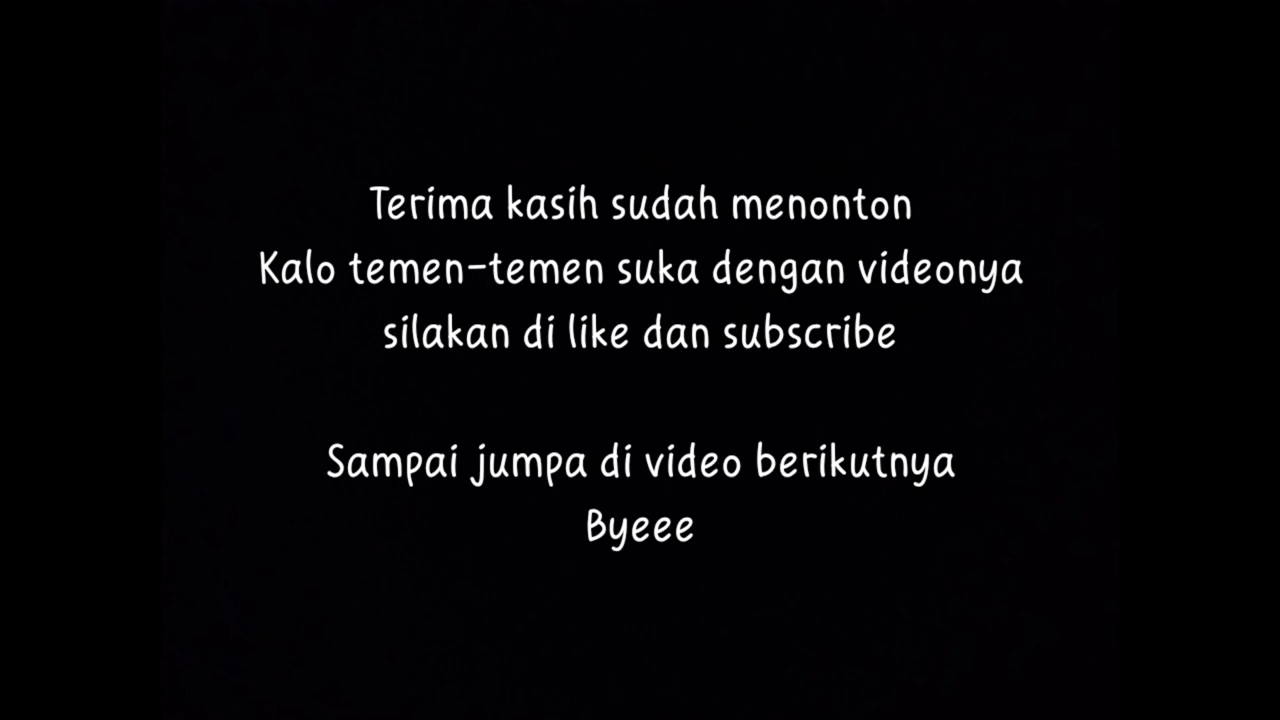 Terima kasih sudah menonton
Kalo temen-temen suka dengan videonya
silakan di like dan subscribe
Sampai jumpa di video berikutnya
Byeee